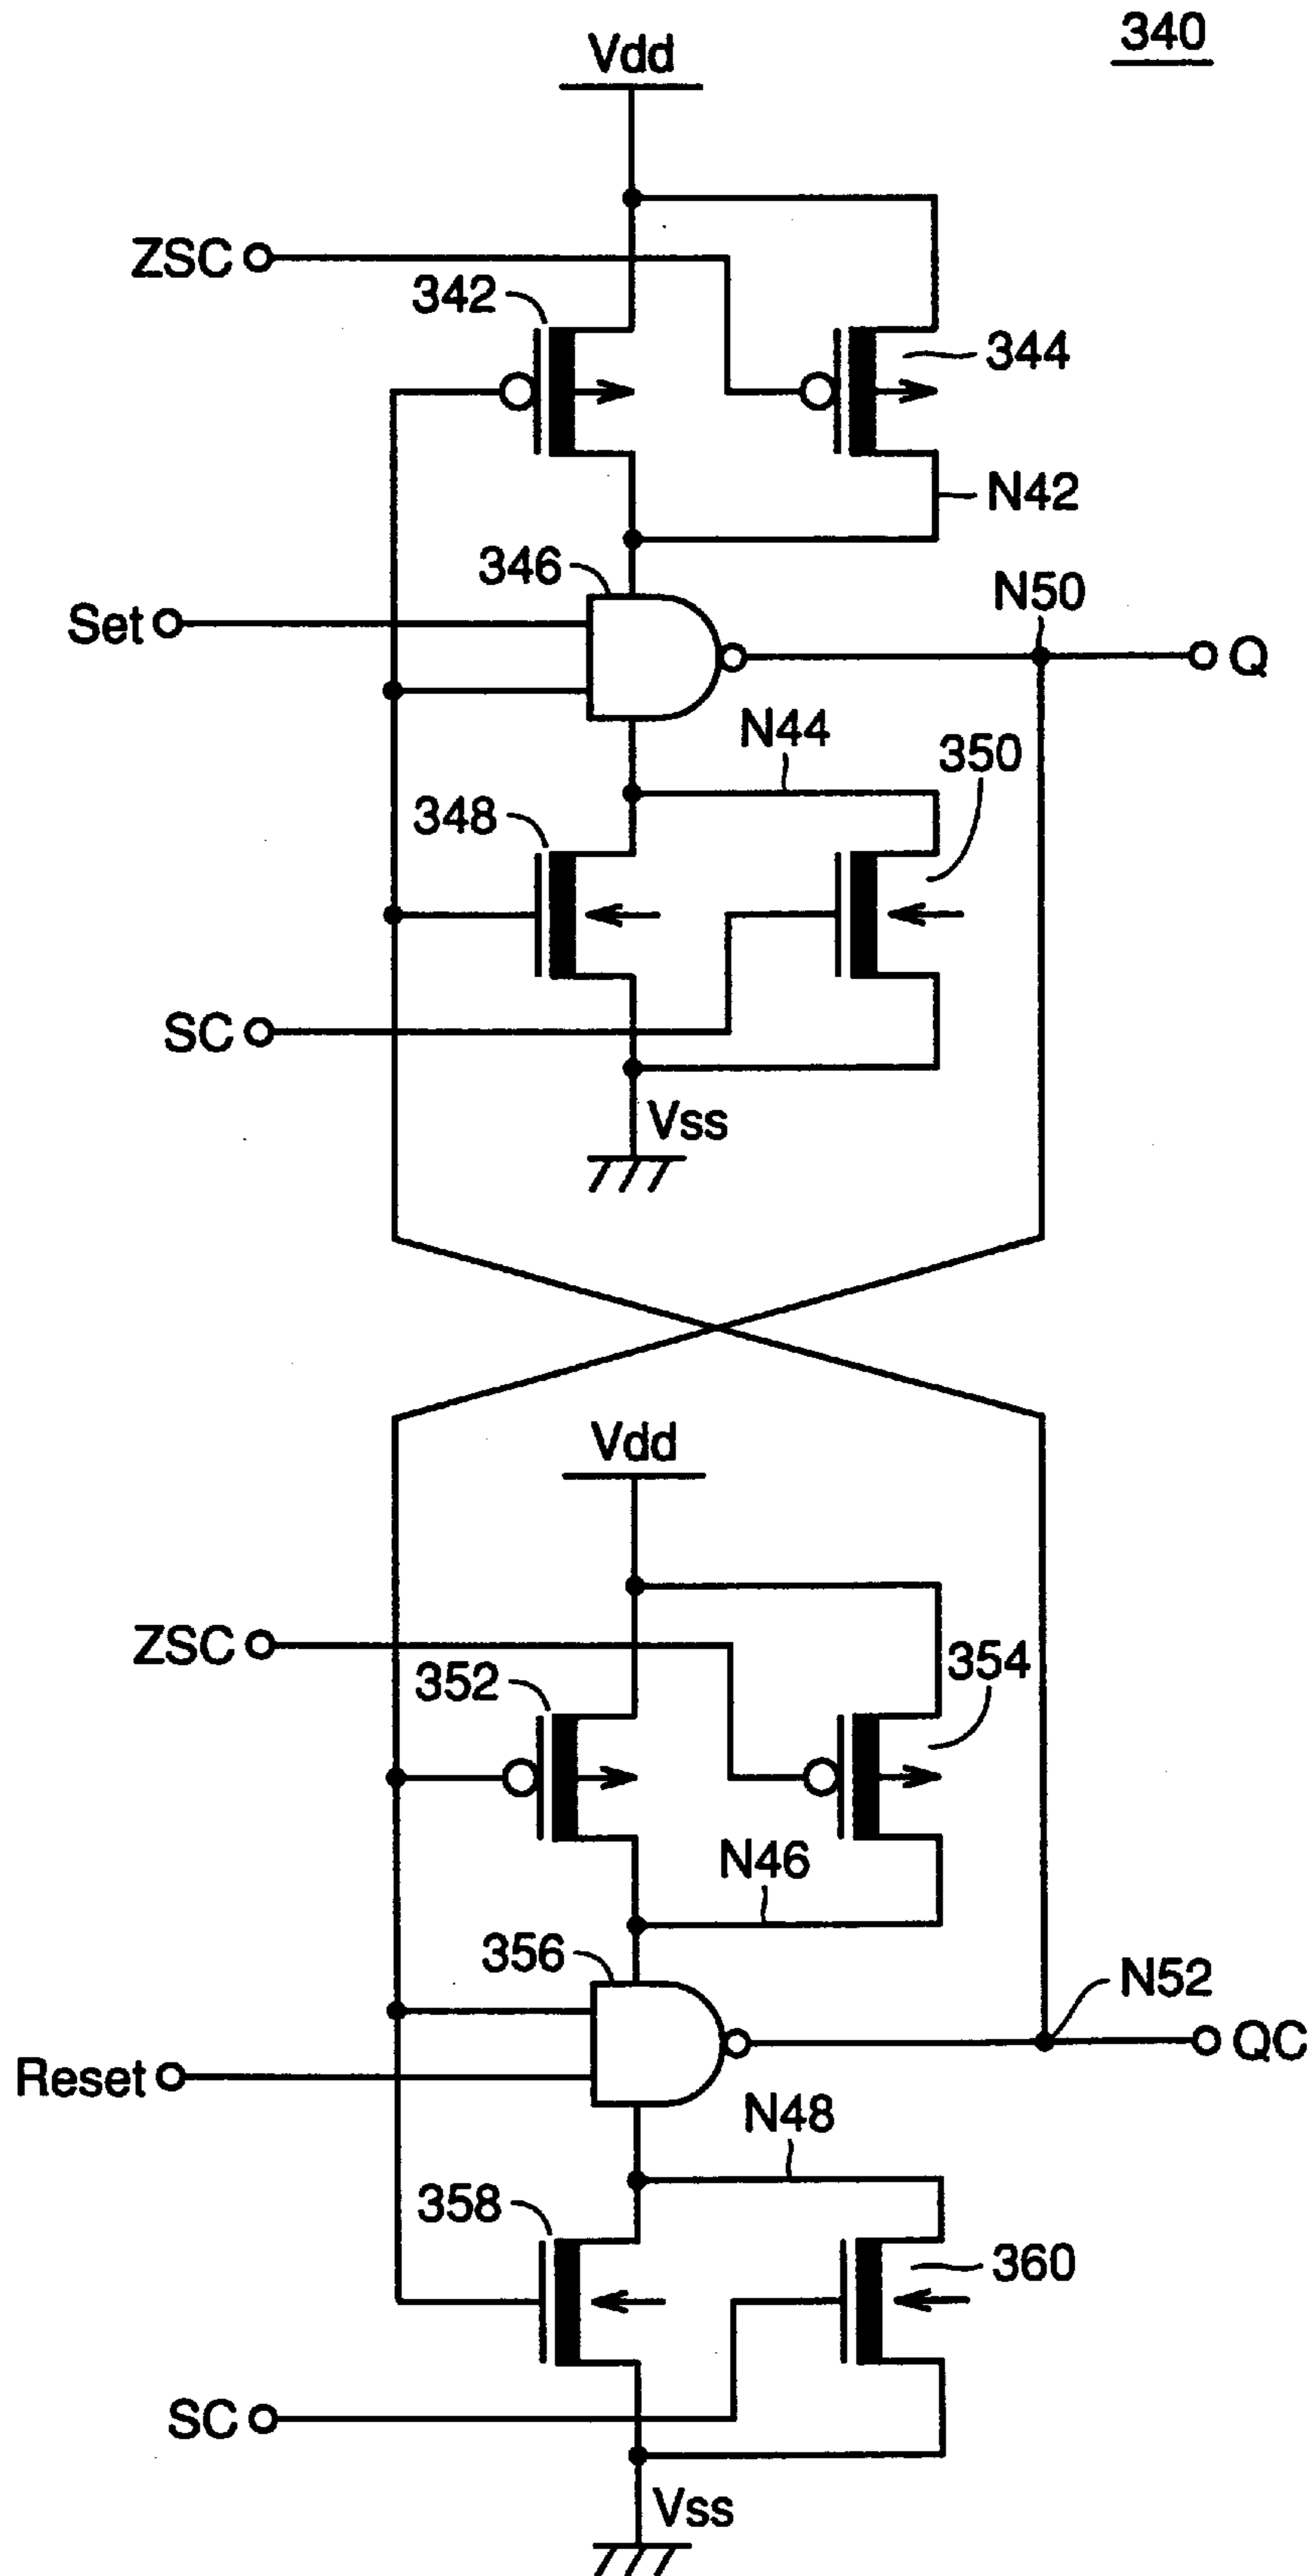 340
Vdd
ZSC
342
344
N42
346
N50
Set
Q
N44
350
348
SC
Vss
Vdd
ZSC
352
354
N46
356
N52
QC
Reset
N48
358
360
SC
Vss